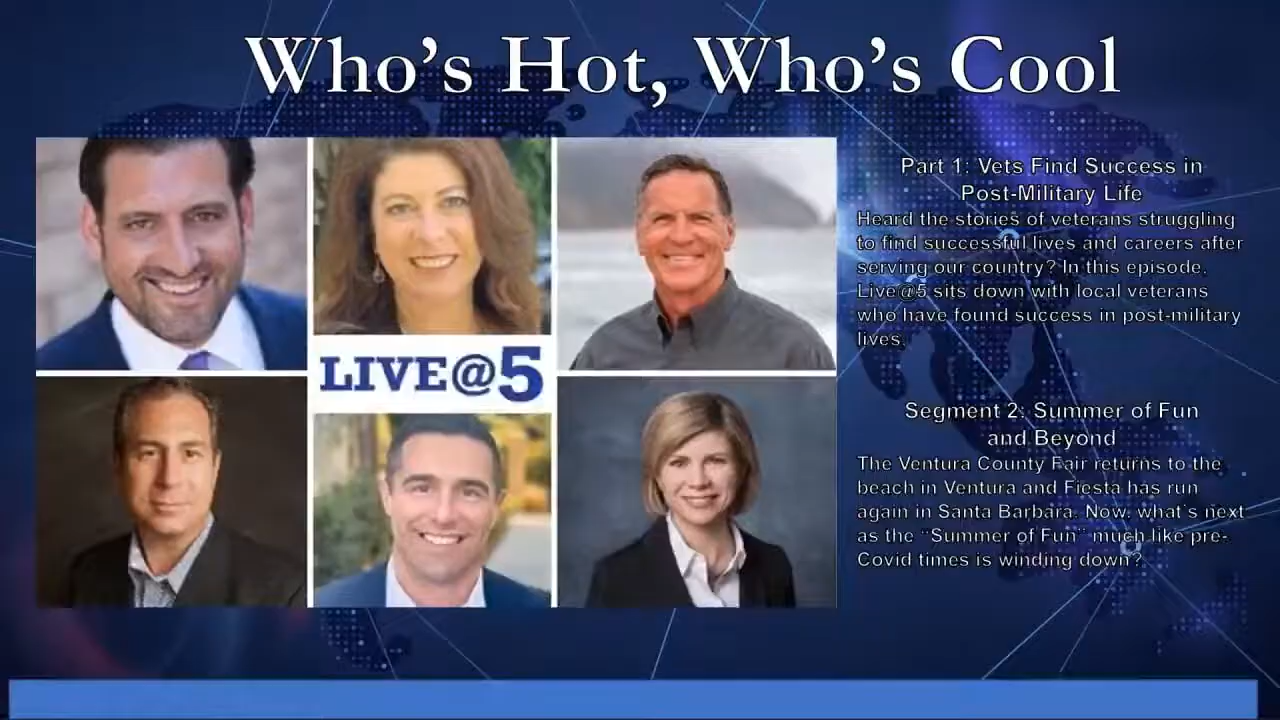 Who’s Hot, Who’s Cool
LIVE@5
Part 1: Vets Find Success in
Post-Military Life
Heard the stories of veterans struggling
to find successful lives and careers after
serving our country? In this episode,
Live@5 sits down with local veterans
who have found success in post-military
lives.
Segment 2: Summer of Fun
and Beyond
The Ventura County Fair returns to the
beach in Ventura and Fiesta has run
again in Santa Barbara. Now, what's next
as the "Summer of Fun" much like pre-
Covid times is winding down?